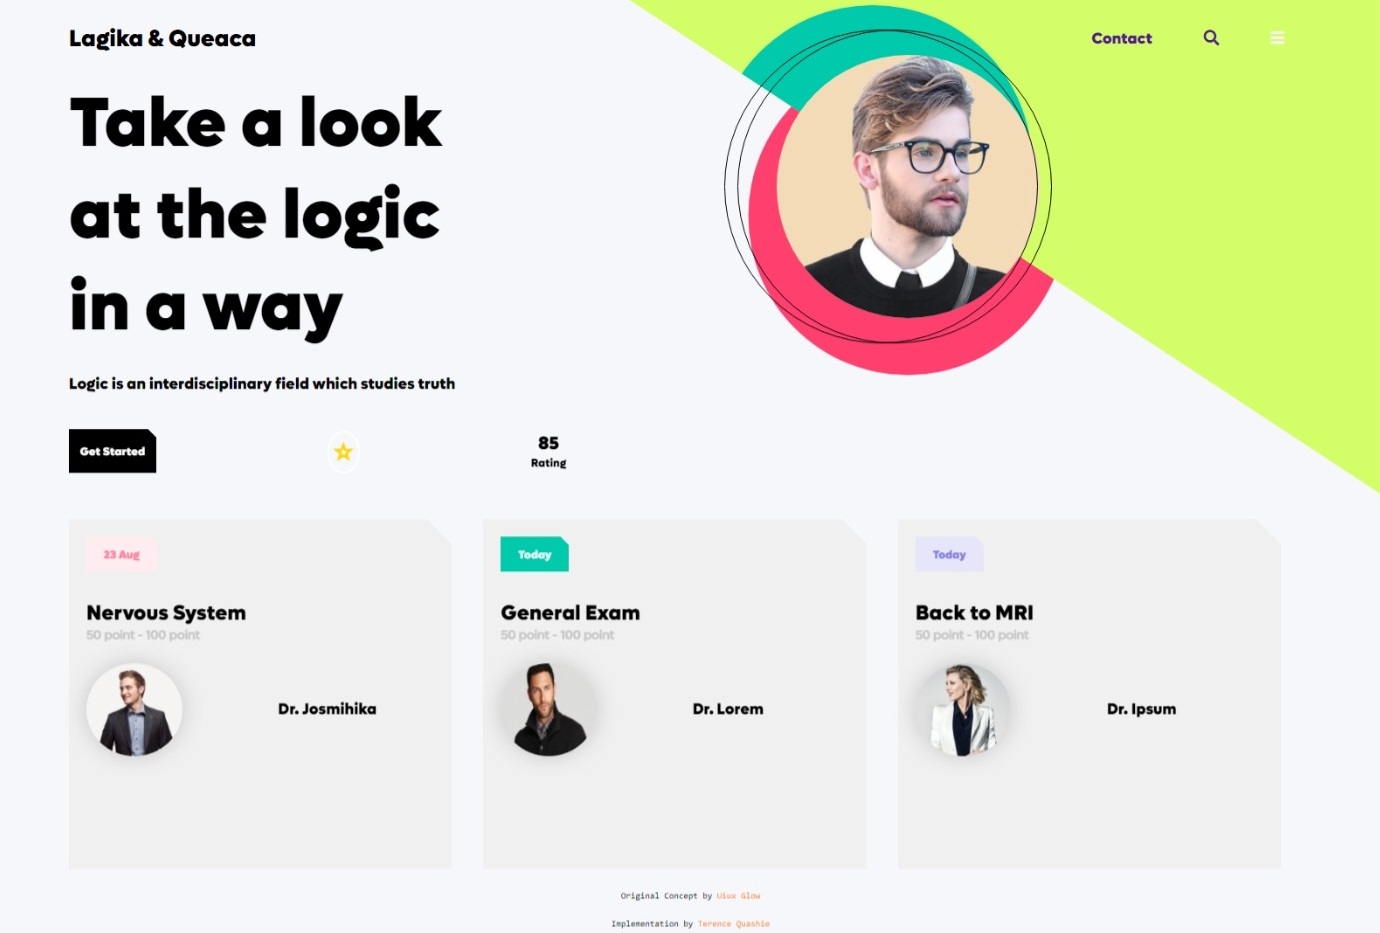 Lagika & Queaca
Contact
Take a look
at the logic
in a way
Logic is an interdisciplinary field which studies truth
Get Started
85
Rating
23 Aug
Nervous System
50 point - 100 point
Dr. Josmihika
Today
General Exam
50 point - 100 point
Dr. Lorem
Today
Back to MRI
50 point - 100 point
Dr. Ipsum
Original Concept by Uiux Glow
Implementation by Terence Quashie